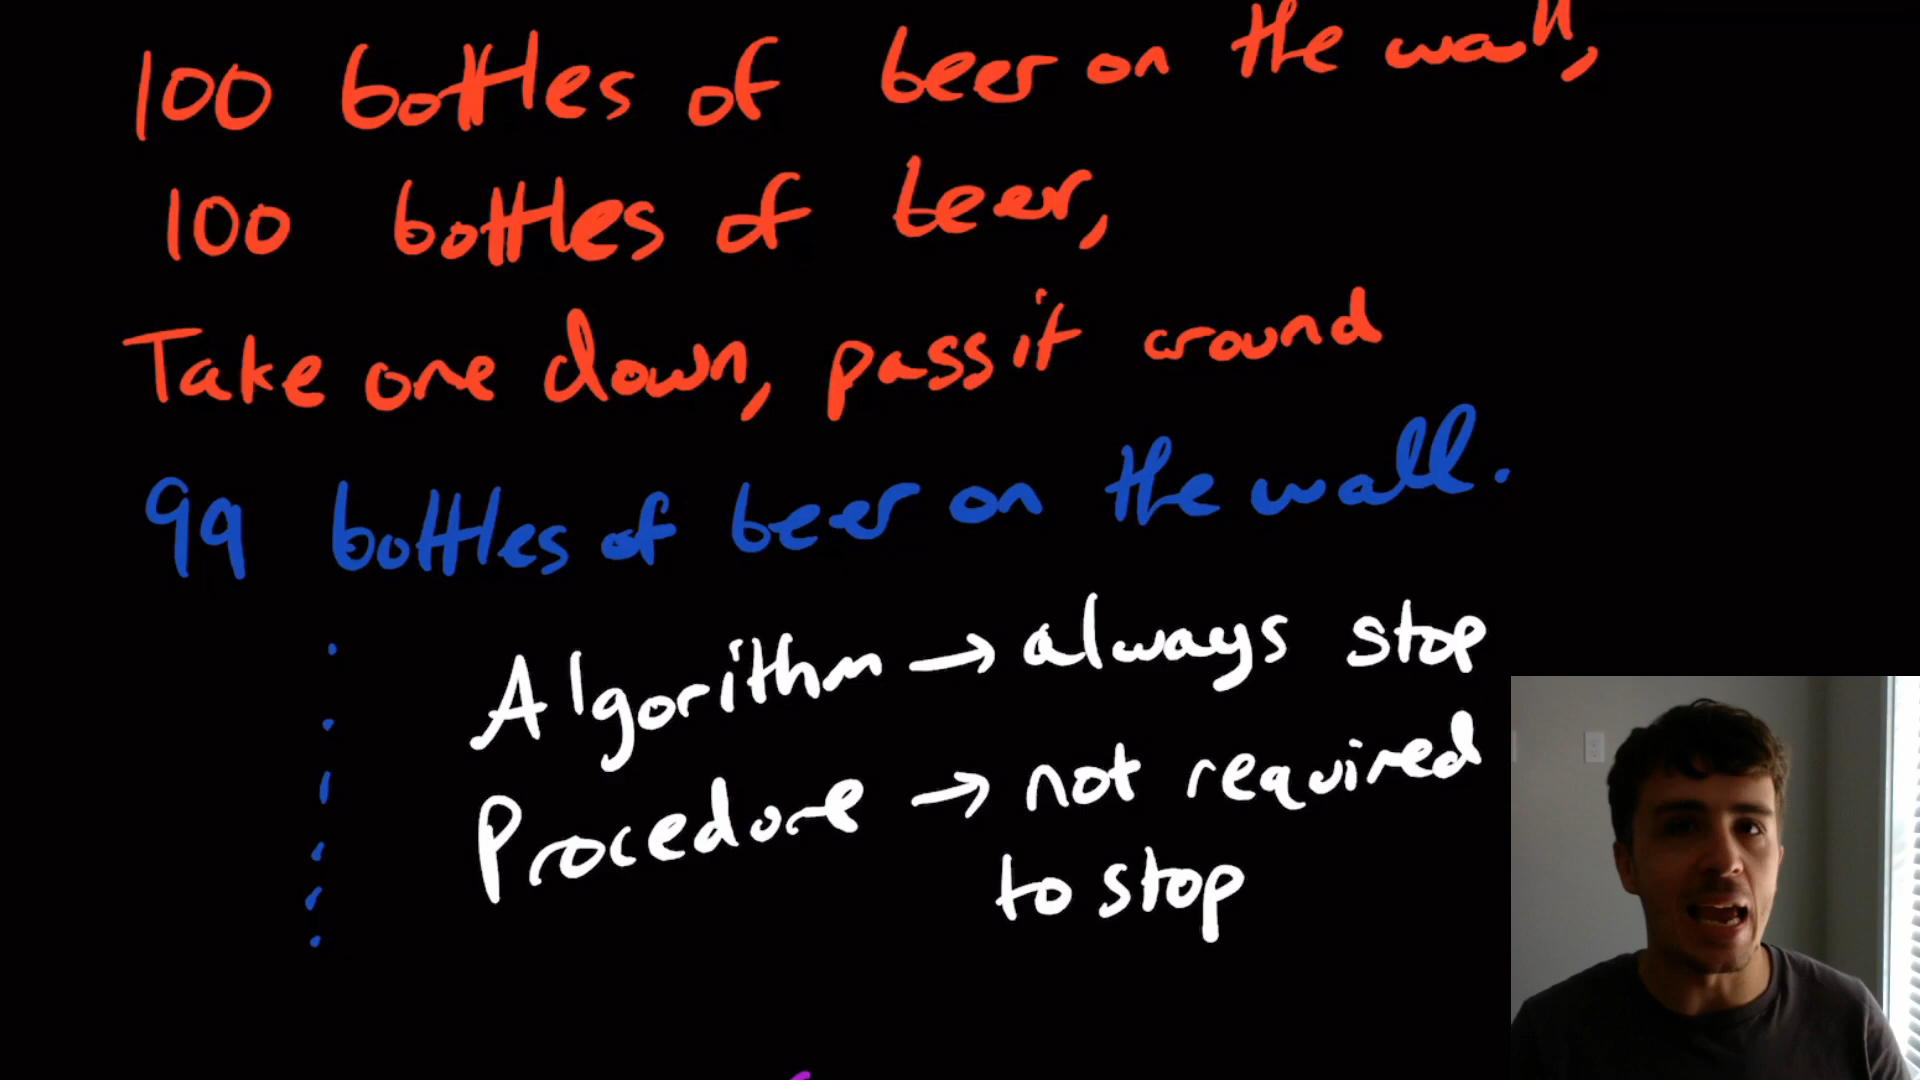 100 bottles of beer on the wall,
100 bottles of beer,
Take one down, pass it around
99 bottles of beer on the wall.
Algorithm → always stop
Procedure → not required
to stop